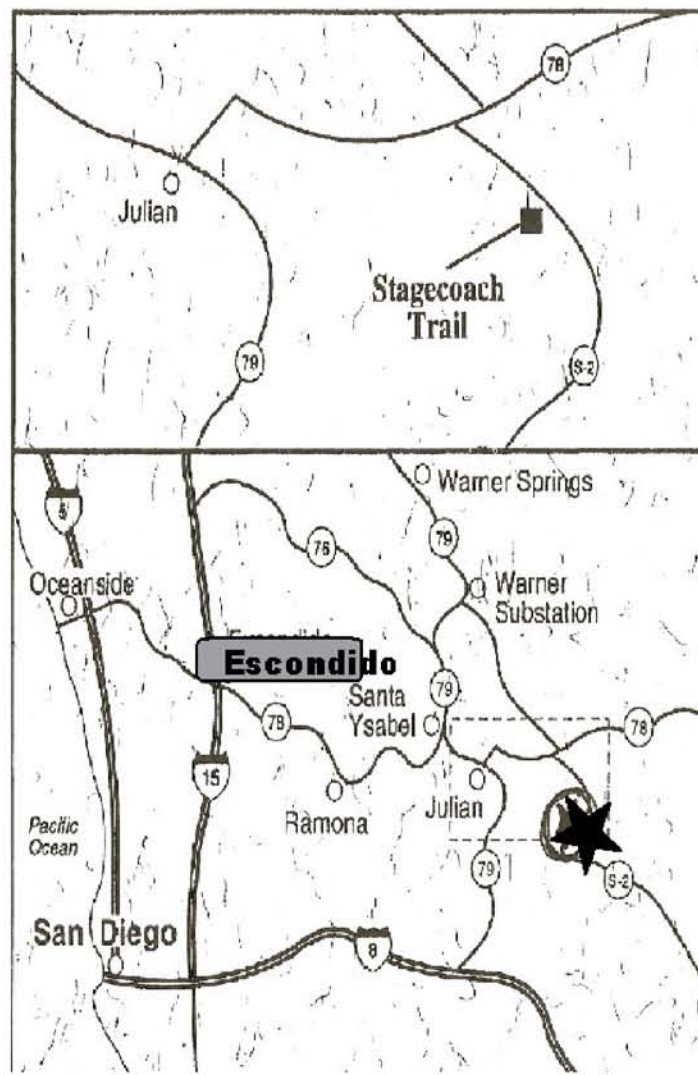 78
Julian
Stagecoach
Trail
79
S-2
Warner Springs
5
79
76
Oceanside
Warner
Substation
Escondido
79
Santa
Ysabel
78
78
15
Julian
Ramona
Pacific
Ocean
79
S-2
San Diego
8